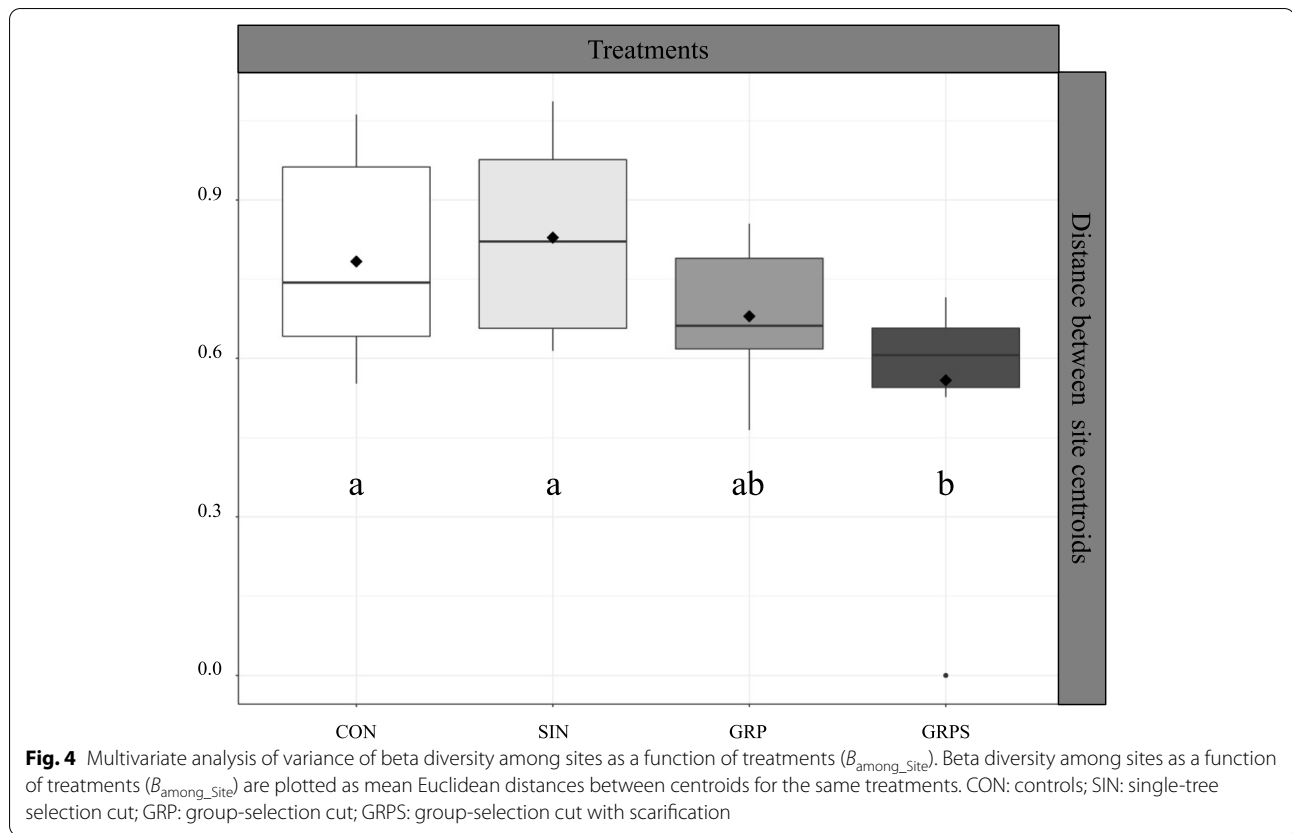 Treatments
Distance between site centroids
0.9
0.6
0.3
0.0
a a ab b
CON SIN GRP GRPS
Fig. 4 Multivariate analysis of variance of beta diversity among sites as a function of treatments (Bamong_Site). Beta diversity among sites as a function
of treatments (Bamong_Site) are plotted as mean Euclidean distances between centroids for the same treatments. CON: controls; SIN: single-tree
selection cut; GRP: group-selection cut; GRPS: group-selection cut with scarification